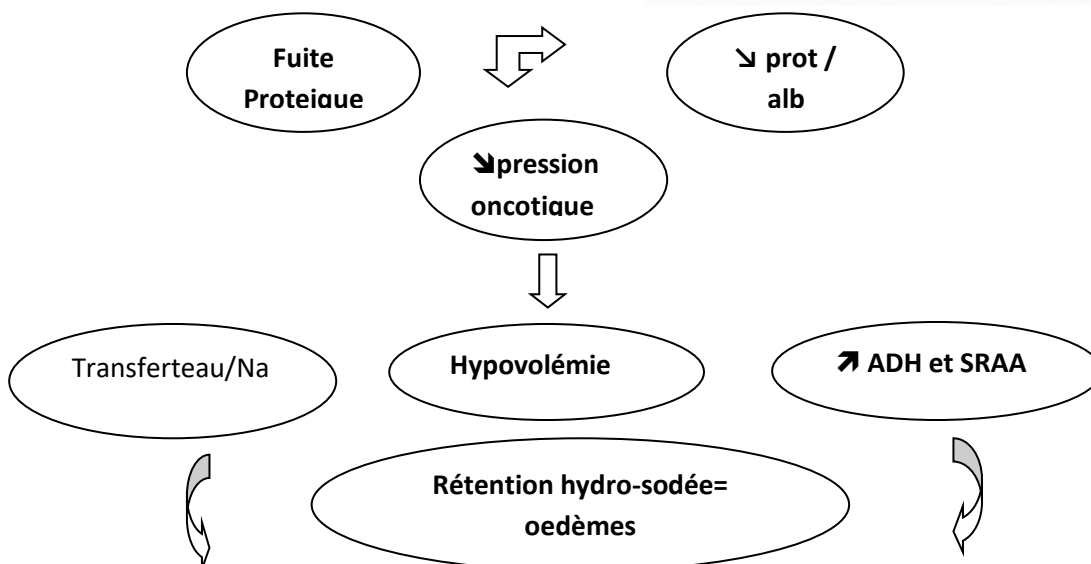 Fuite
Proteique
↘ prot /
alb
↘pression
oncotique
Transferteau/Na
Hypovolémie
↗ ADH et SRAA
Rétention hydro-sodée=
oedèmes